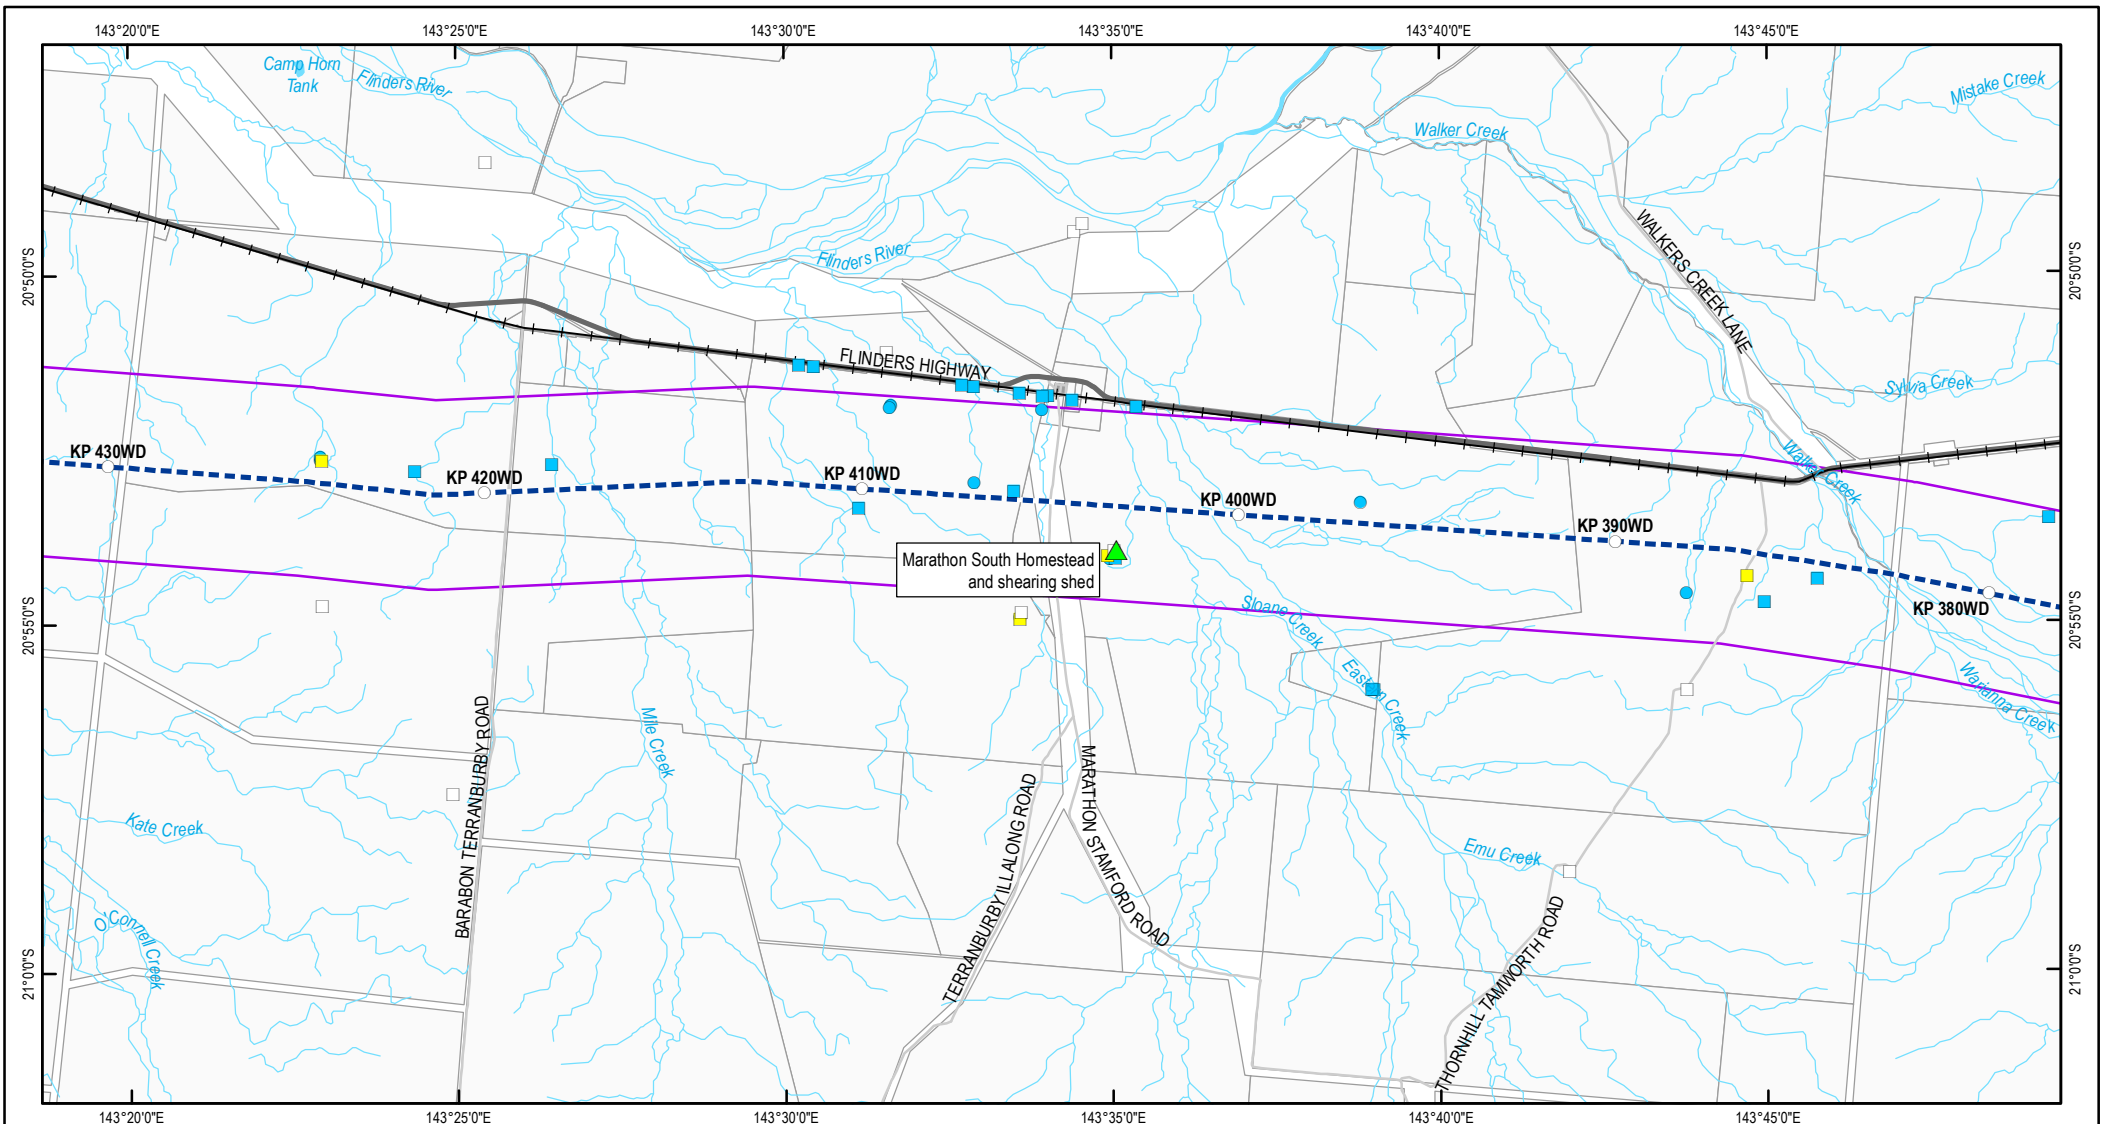 143°20'0"E
143°25'0"E
143°30'0"E
143°35'0"E
143°40'0"E
143°45'0"E
Camp Horn
Tank
Flinders River
Mistake Creek
Walker Creek
WALKERS CREEK LANE
Flinders River
20°50'0"S
20°50'0"S
FLINDERS HIGHWAY
Sylvia Creek
KP 430WD
KP 420WD
KP 410WD
KP 400WD
KP 390WD
KP 380WD
Walker Creek
Marathon South Homestead
and shearing shed
Sloane Creek
20°55'0"S
20°55'0"S
Eastern Creek
Warianna Creek
Mile Creek
BARABON TERRANBURBY ROAD
TERRANBURBY ILLALONG ROAD
MARATHON STAMFORD ROAD
Kate Creek
Emu Creek
O'Connell Creek
THORNHILL TAMWORTH ROAD
21°0'0"S
21°0'0"S
143°20'0"E
143°25'0"E
143°30'0"E
143°35'0"E
143°40'0"E
143°45'0"E